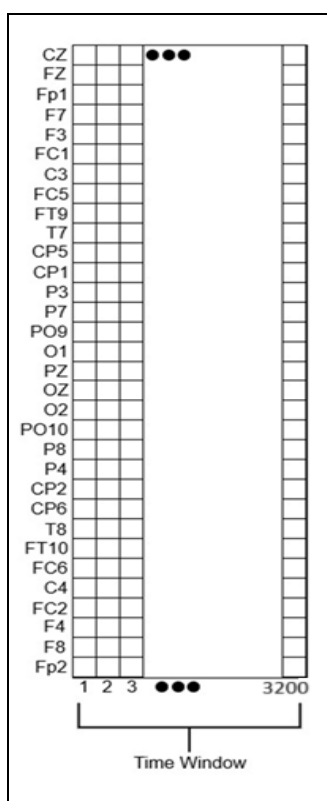 CZ
FZ
Fp1
F7
F3
FC1
C3
FC5
FT9
T7
CP5
CP1
P3
P7
PO9
O1
PZ
OZ
O2
PO10
P8
P4
CP2
CP6
T8
FT10
FC6
C4
FC2
F4
F8
Fp2
1 2 3 3200
Time Window